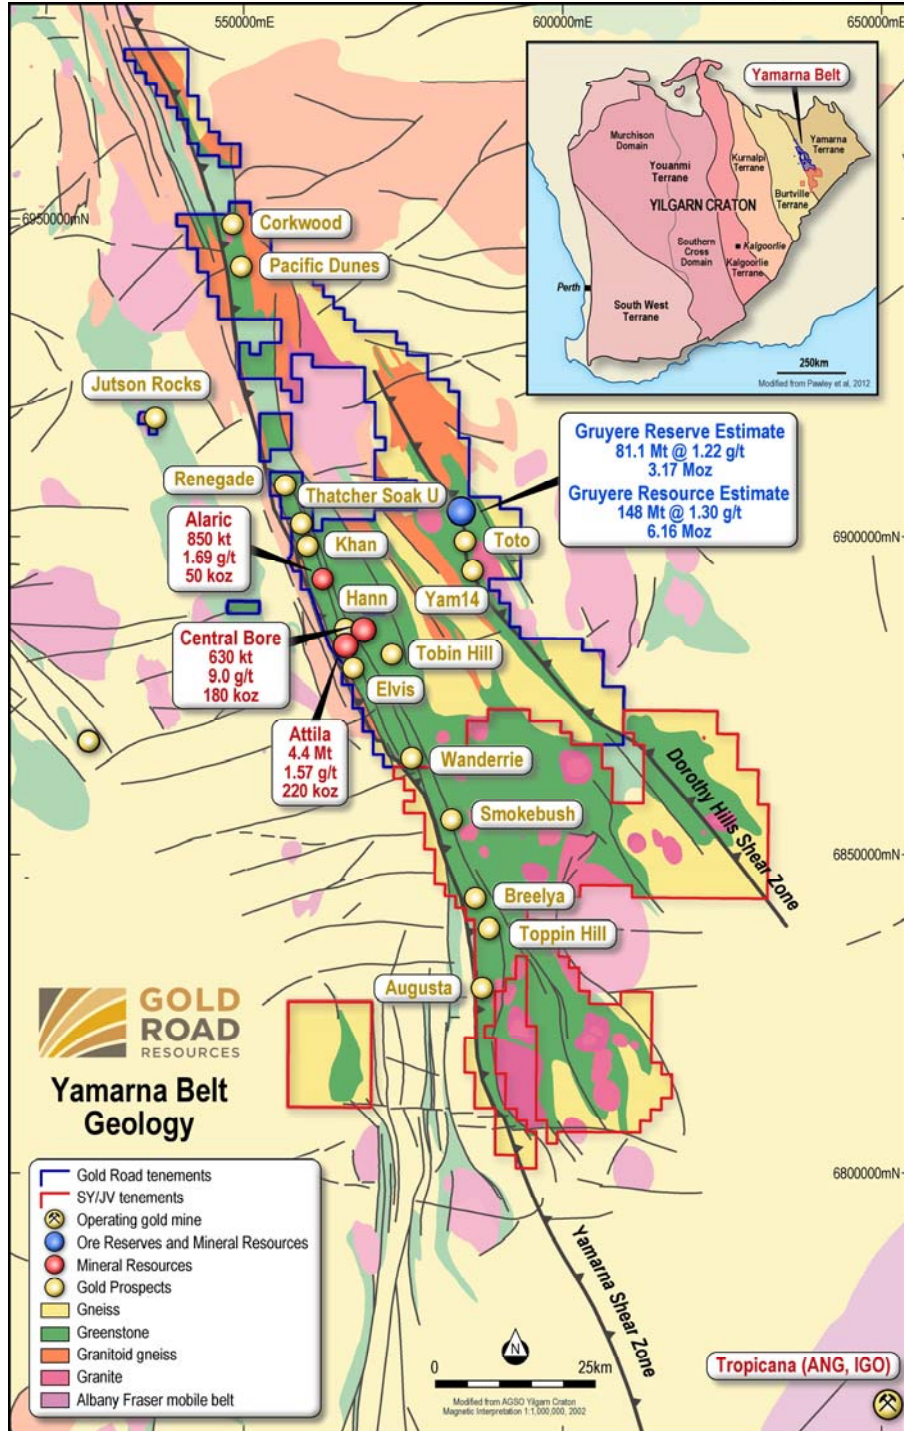 550000mE
600000mE
650000mE
Yamarna Belt
Murchison
Domain
Youanmi
Terrane
Kurnalpi
Terrane
Yamarna
Terrane
Burtville
Terrane
YILGARN CRATON
Southern
Cross
Domain
Kalgoorlie
Kalgoorlie
Terrane
Perth
South West
Terrane
250km
Modified from Pawley et al, 2012
6950000mN
Corkwood
Pacific Dunes
Jutson Rocks
Gruyere Reserve Estimate
81.1 Mt @ 1.22 g/t
3.17 Moz
Gruyere Resource Estimate
148 Mt @ 1.30 g/t
6.16 Moz
Renegade
Thatcher Soak U
Alaric
850 kt
1.69 g/t
50 koz
Khan
Toto
6900000mN
Hann
Yam14
Central Bore
630 kt
9.0 g/t
180 koz
Tobin Hill
Elvis
Attila
4.4 Mt
1.57 g/t
220 koz
Wanderrie
Smokebush
Dorothy Hills Shear Zone
6850000mN
Breelya
Toppin Hill
Augusta
GOLD
ROAD
RESOURCES
Yamarna Belt
Geology
6800000mN
Gold Road tenements
SY/JV tenements
Operating gold mine
Ore Reserves and Mineral Resources
Mineral Resources
Gold Prospects
Gneiss
Greenstone
Granitoid gneiss
Granite
Albany Fraser mobile belt
Yamarna Shear Zone
N
0
25km
Modified from AGSO Yilgarn Craton
Magnetic Interpretation 1:1,000,000, 2002
Tropicana (ANG, IGO)